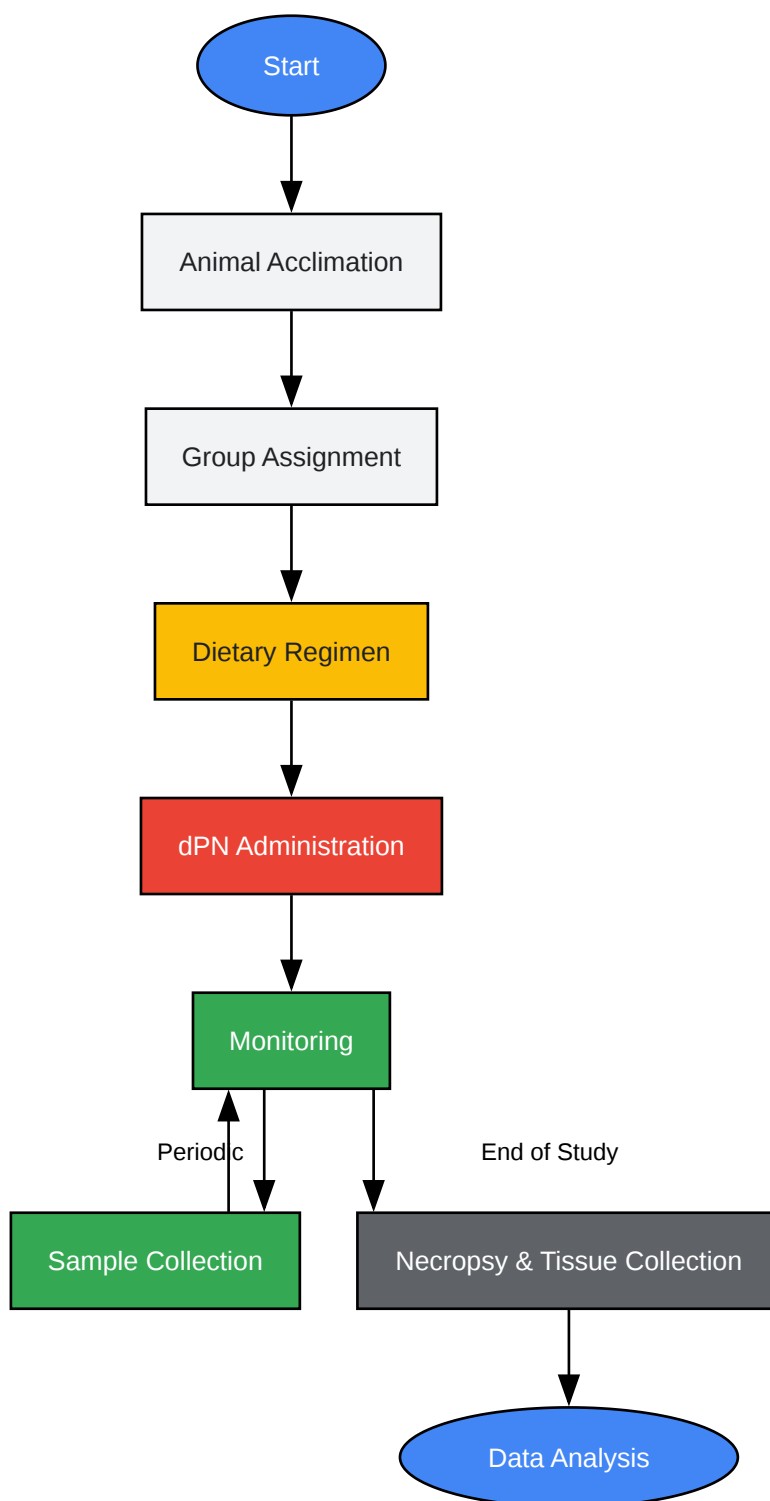 Start
Animal Acclimation
Group Assignment
Dietary Regimen
dPN Administration
Monitoring
Periodic
End of Study
Sample Collection
Necropsy & Tissue Collection
Data Analysis